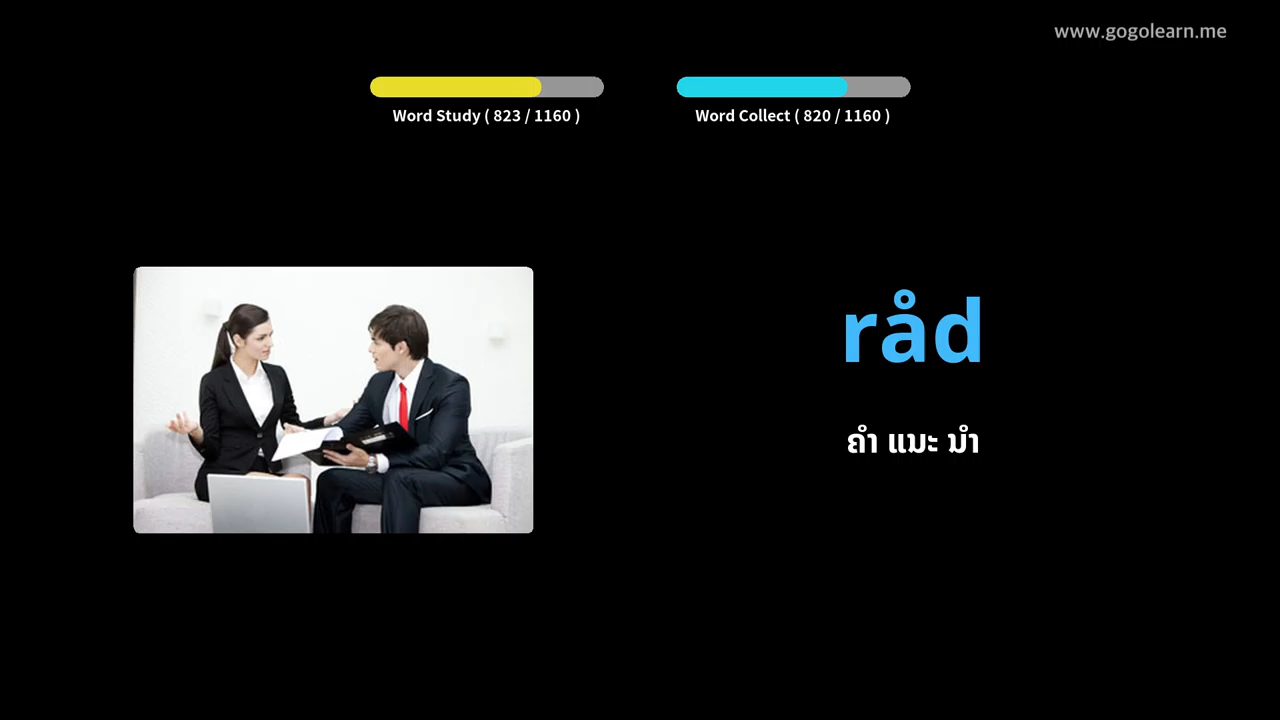 www.gogolearn.me
Word Study ( 823 / 1160 )
Word Collect ( 820 / 1160 )
råd
ຄຳ ແນະ ນຳ